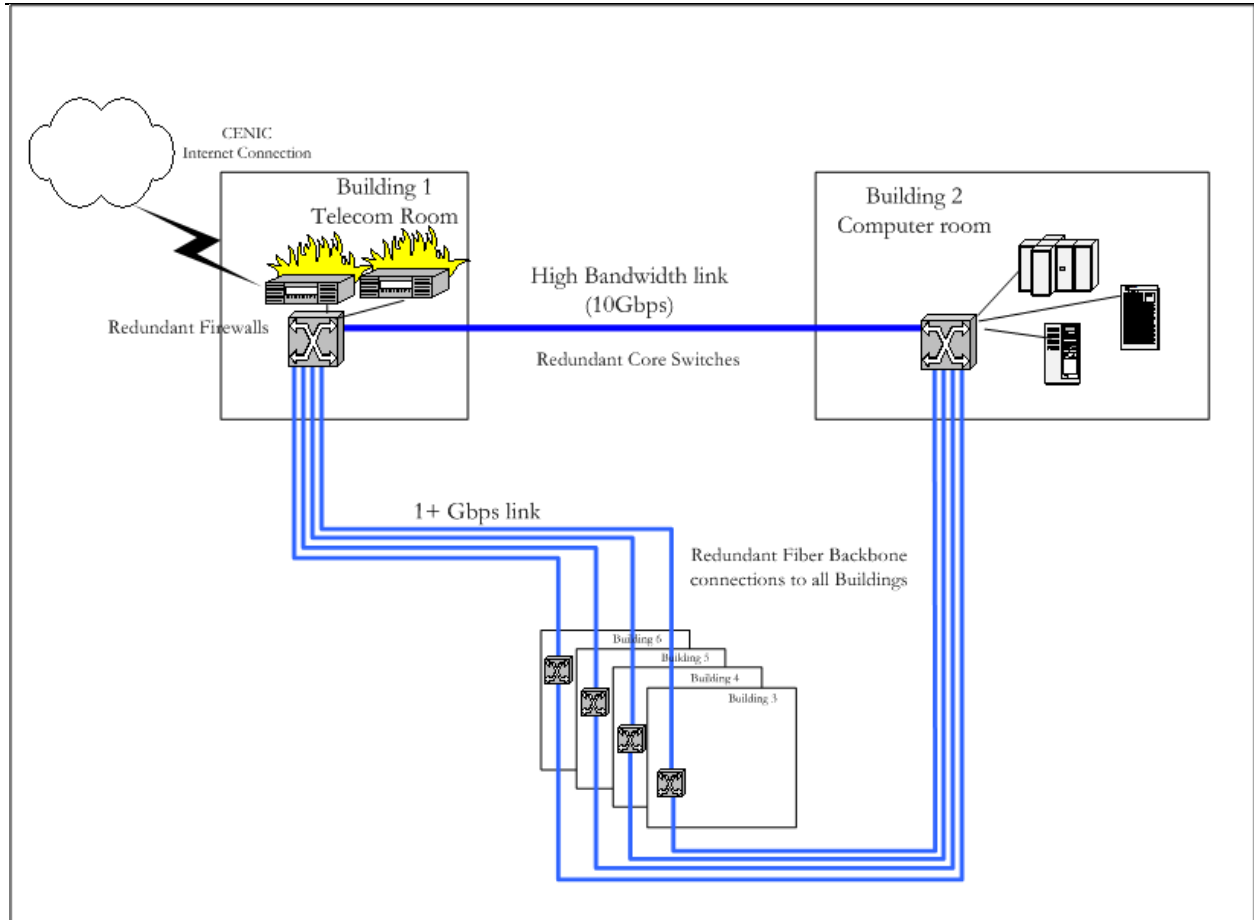 CENIC
Internet Connection
Building 1
Telecom Room
Building 2
Computer room
High Bandwidth link
(10Gbps)
Redundant Firewalls
Redundant Core Switches
1+ Gbps link
Redundant Fiber Backbone
connections to all Buildings
Building 6
Building 5
Building 4
Building 3